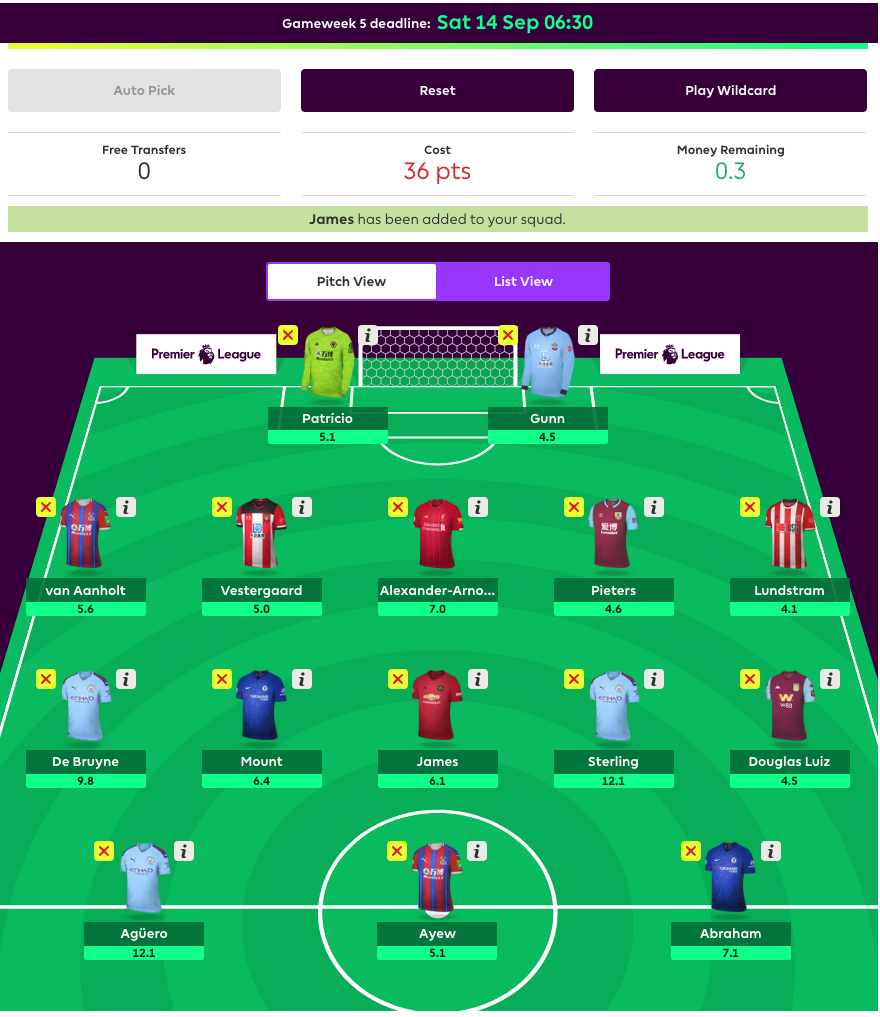 Gameweek 5 deadline: Sat 14 Sep 06:30
Auto Pick
Reset
Play Wildcard
Free Transfers
0
Cost
36 pts
Money Remaining
0.3
James has been added to your squad.
Pitch View
List View
Premier League
Premier League
Patrício
5.1
Gunn
4.5
van Aanholt
5.6
Vestergaard
5.0
Alexander-Arno...
7.0
Pieters
4.6
Lundstram
4.1
De Bruyne
9.8
Mount
6.4
James
6.1
Sterling
12.1
Douglas Luiz
4.5
Agüero
12.1
Ayew
5.1
Abraham
7.1